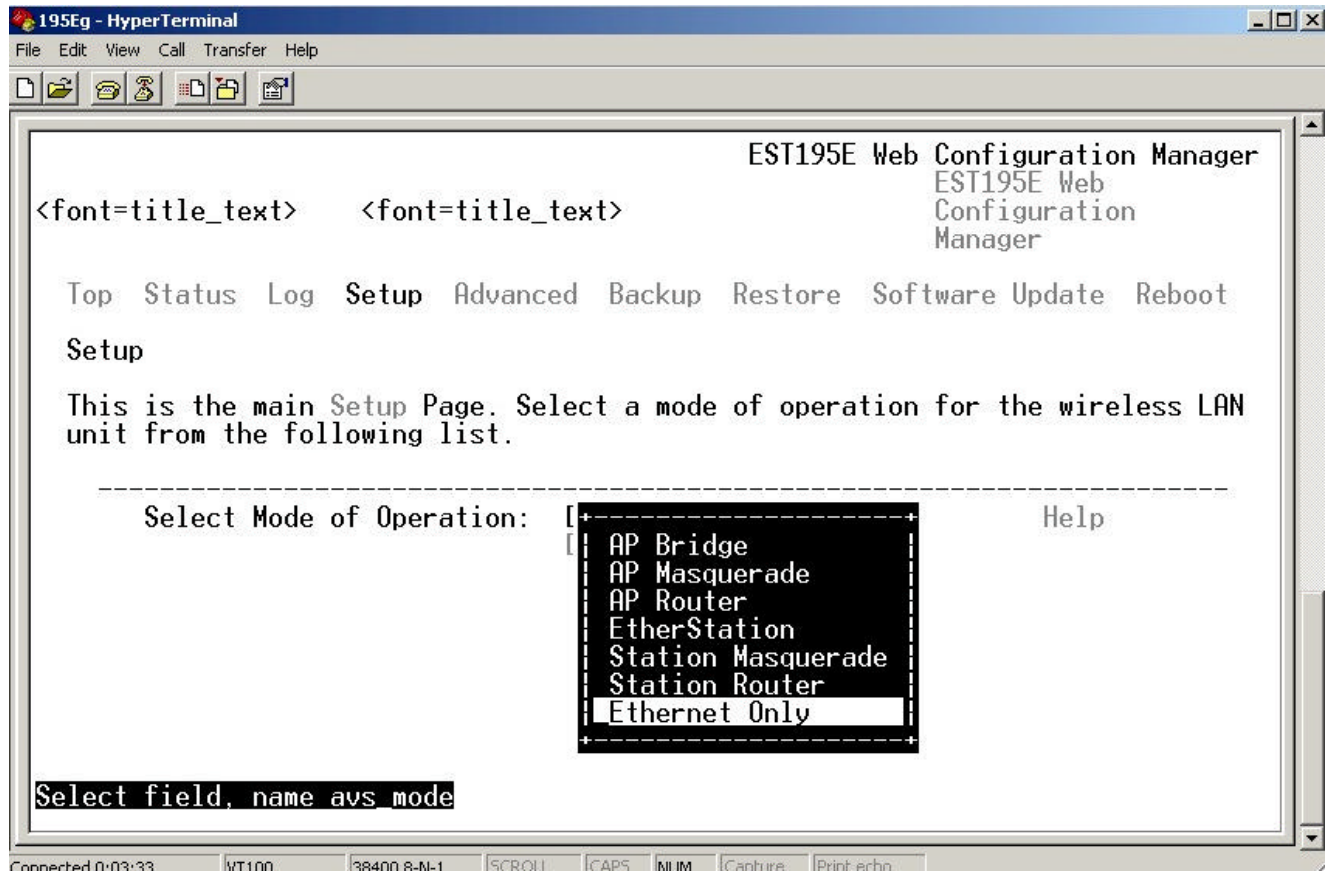 195Eg - HyperTerminal
File Edit View Call Transfer Help
EST195E Web Configuration Manager
EST195E Web
<font=title_text> <font=title_text> Configuration
Manager
Top Status Log Setup Advanced Backup Restore Software Update Reboot
Setup
This is the main Setup Page. Select a mode of operation for the wireless LAN
unit from the following list.
Select Mode of Operation: [ Help
[
AP Bridge
AP Masquerade
AP Router
EtherStation
Station Masquerade
Station Router
Ethernet Only
Select field, name avs_mode
Connected 0:03:33 VT100 38400 8-N-1 SCROLL CAPS NUM Capture Print echo